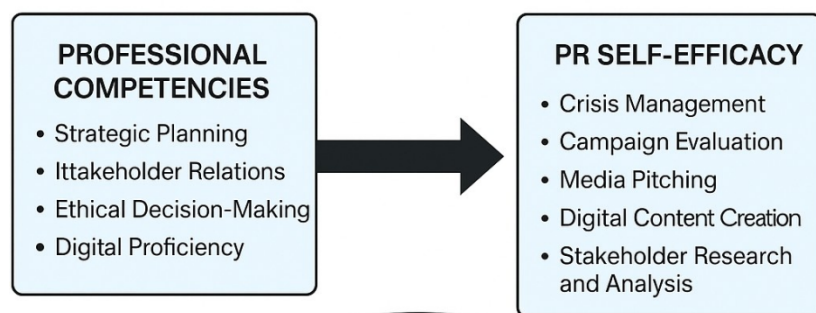 PROFESSIONAL
COMPETENCIES
• Strategic Planning
• Ittakeholder Relations
• Ethical Decision-Making
• Digital Proficiency
PR SELF-EFFICACY
• Crisis Management
• Campaign Evaluation
• Media Pitching
• Digital Content Creation
• Stakeholder Research
and Analysis